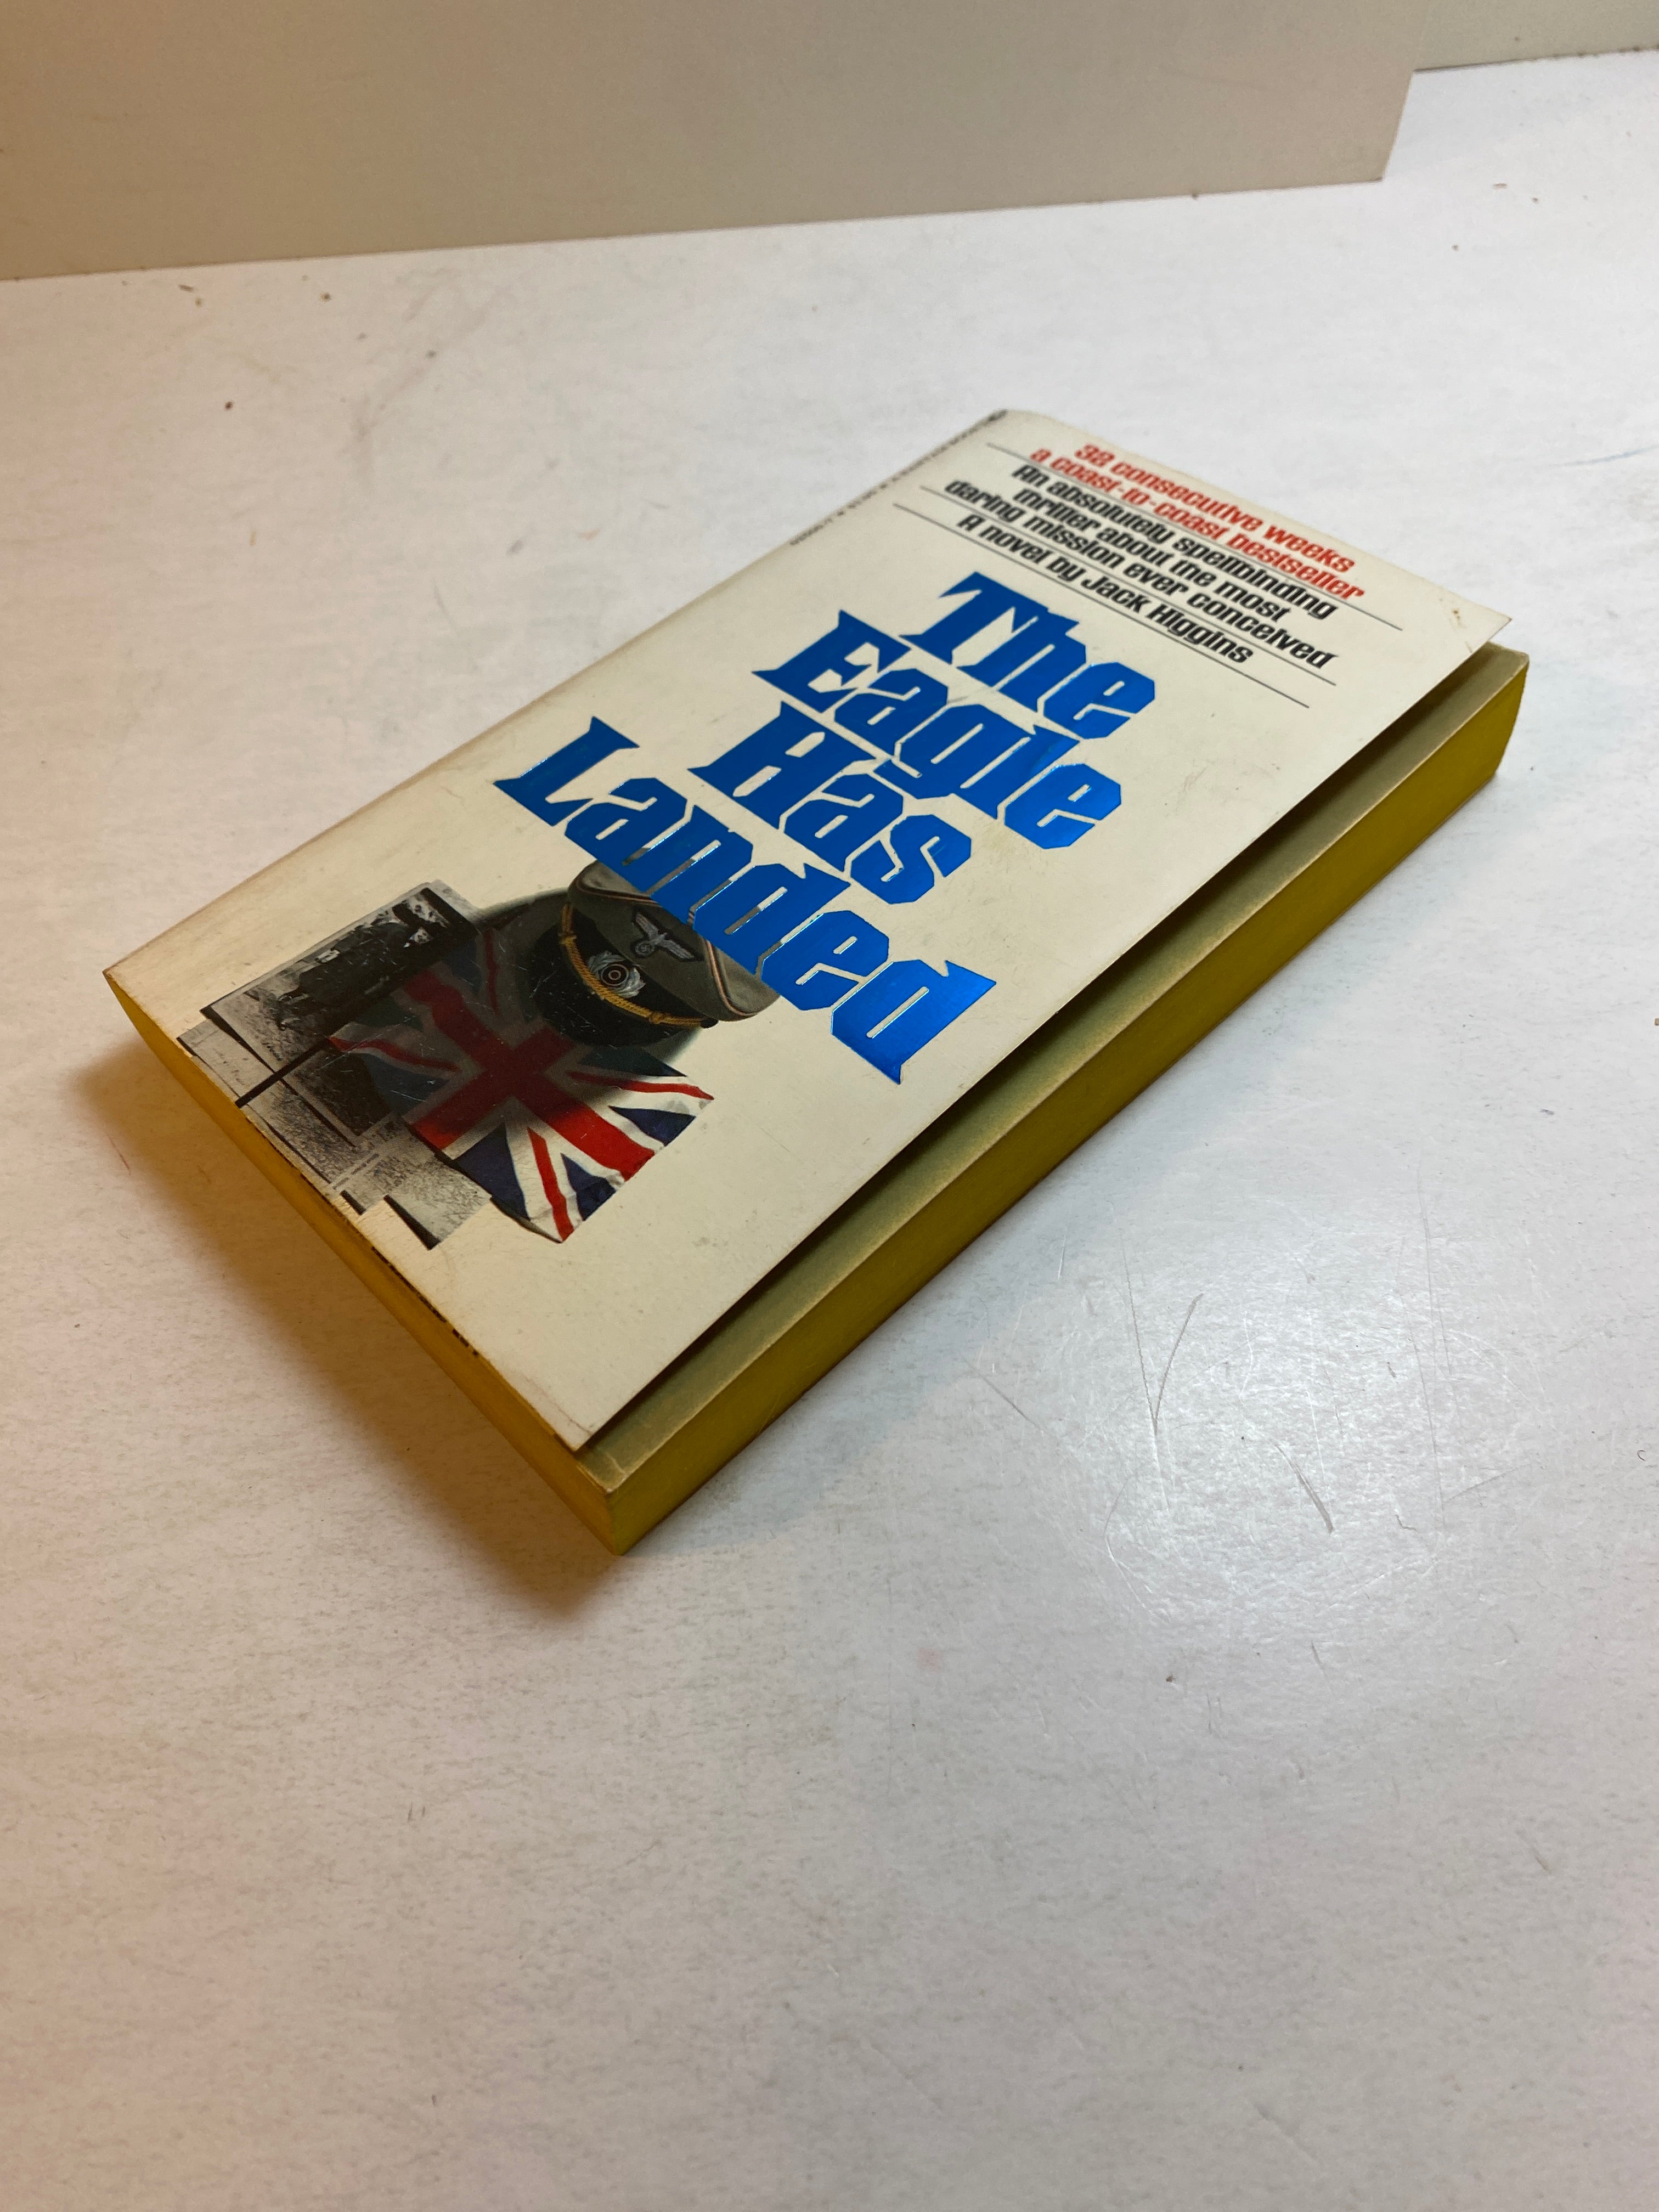 32 consecutive weeks
a coast-to-coast bestseller
An absolutely spellbinding
thriller about the most
daring mission ever conceived
A novel by Jack Higgins
The
Eagle
Has
Landed